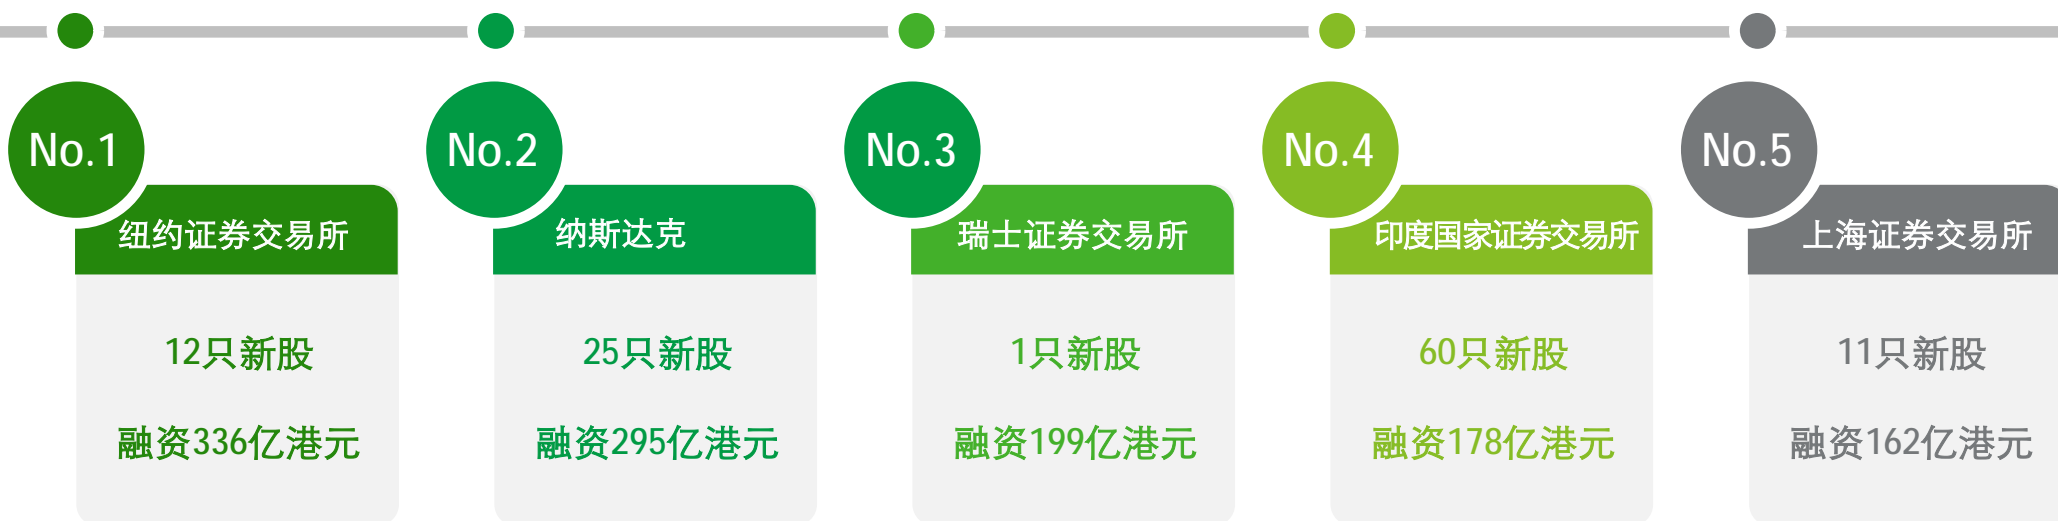 No.1
纽约证券交易所
12只新股
融资336亿港元
No.2
纳斯达克
25只新股
融资295亿港元
No.3
瑞士证券交易所
1只新股
融资199亿港元
No.4
印度国家证券交易所
60只新股
融资178亿港元
No.5
上海证券交易所
11只新股
融资162亿港元